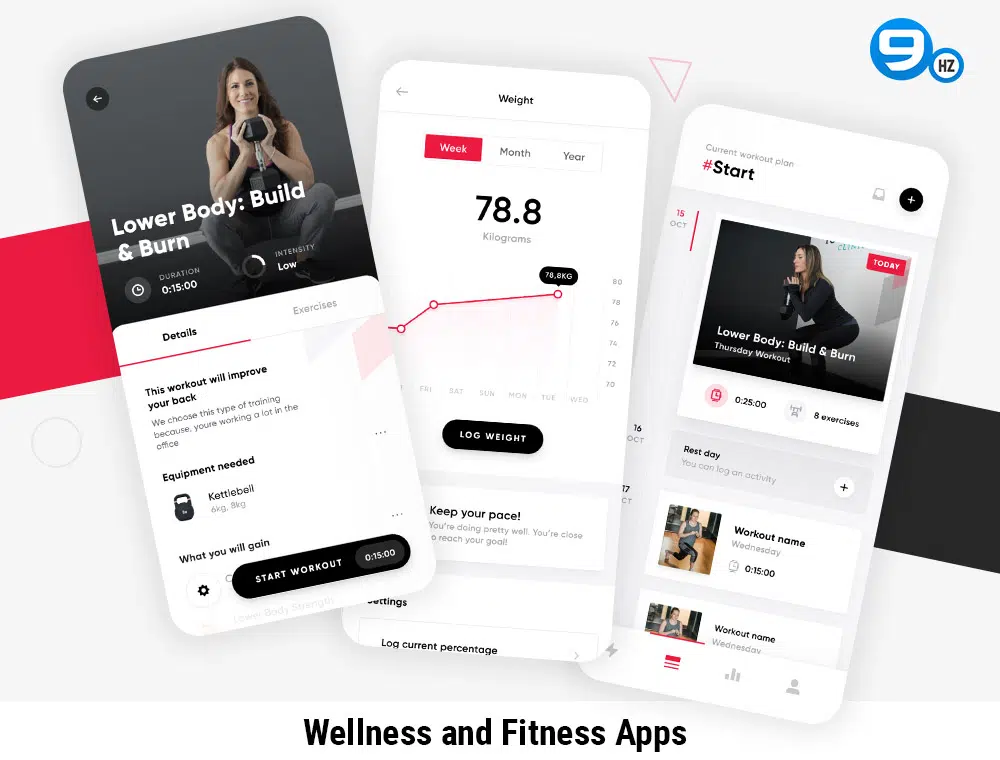 9
HZ
Lower Body: Build
& Burn
DURATION
0:15:00
INTENSITY
Low
Details
Exercises
This workout will improve
your back
We choose this type of training
because, youre working a lot in the
office
Equipment needed
Kettlebell
6kg, 8kg
What you will gain
START WORKOUT
0:15:00
Lower Body Strength
Weight
Week
Month
Year
78.8
Kilograms
78,8KG
80
78
76
74
72
70
FRI
SAT
SUN
MON
TUE
WED
LOG WEIGHT
Keep your pace!
You're doing pretty well. You're close
to reach your goal!
Settings
Log current percentage
Current workout plan
#Start
15
OCT
TODAY
Lower Body: Build & Burn
Thursday Workout
0:25:00
8 exercises
16
OCT
Rest day
You can log an activity
17
Workout name
Wednesday
0:15:00
Workout name
Wednesday
Wellness and Fitness Apps